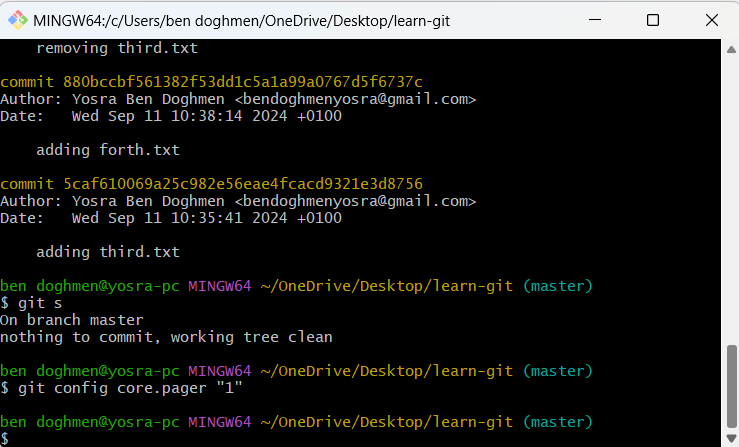 MINGW64:/c/Users/ben doghmen/OneDrive/Desktop/learn-git
removing third.txt
commit 880bccbf561382f53dd1c5a1a99a0767d5f6737c
Author: Yosra Ben Doghmen <bendoghmenyosra@gmail.com>
Date:   Wed Sep 11 10:38:14 2024 +0100
adding forth.txt
commit 5caf610069a25c982e56eae4fcacd9321e3d8756
Author: Yosra Ben Doghmen <bendoghmenyosra@gmail.com>
Date:   Wed Sep 11 10:35:41 2024 +0100
adding third.txt
ben doghmen@yosra-pc MINGW64 ~/OneDrive/Desktop/learn-git (master)
$ git s
On branch master
nothing to commit, working tree clean
ben doghmen@yosra-pc MINGW64 ~/OneDrive/Desktop/learn-git (master)
$ git config core.pager "1"
ben doghmen@yosra-pc MINGW64 ~/OneDrive/Desktop/learn-git (master)
$